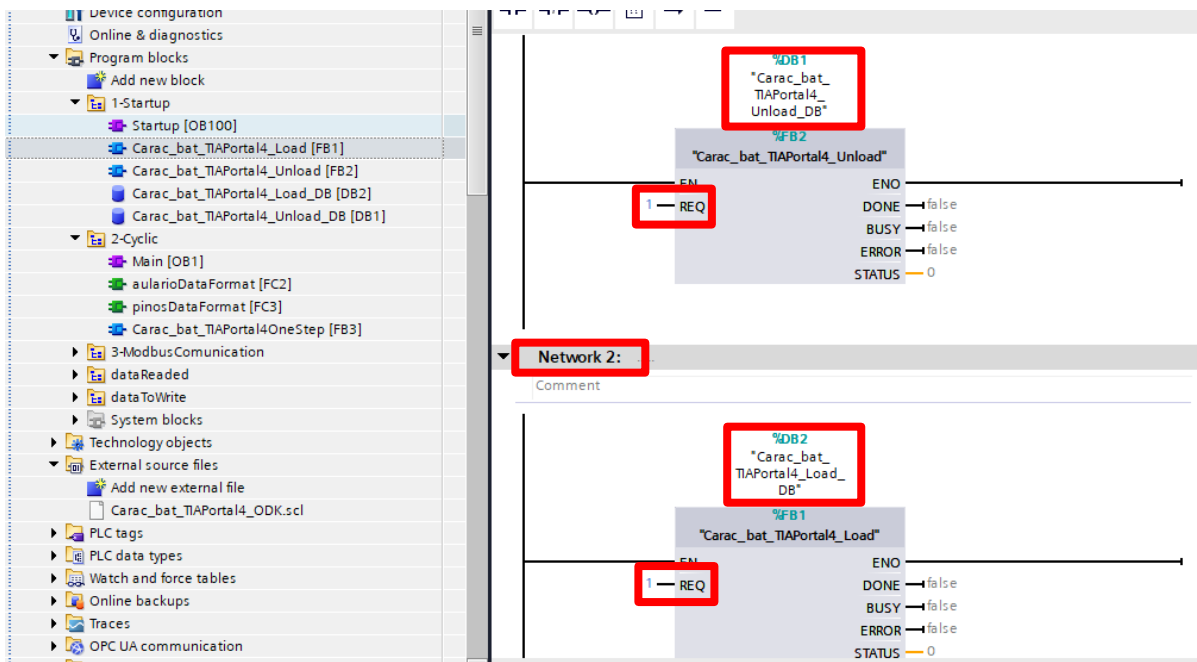 Device configuration
Online & diagnostics
Program blocks
Add new block
1-Startup
Startup [OB100]
Carac_bat_TIAPortal4_Load [FB1]
Carac_bat_TIAPortal4_Unload [FB2]
Carac_bat_TIAPortal4_Load_DB [DB2]
Carac_bat_TIAPortal4_Unload_DB [DB1]
2-Cyclic
Main [OB1]
aularioDataFormat [FC2]
pinosDataFormat [FC3]
Carac_bat_TIAPortal4OneStep [FB3]
3-ModbusComunication
dataReaded
dataToWrite
System blocks
Technology objects
External source files
Add new external file
Carac_bat_TIAPortal4_ODK.scl
PLC tags
PLC data types
Watch and force tables
Online backups
Traces
OPC UA communication
%DB1
"Carac_bat_
TIAPortal4_
Unload_DB"
%FB2
"Carac_bat_TIAPortal4_Unload"
EN ENO
1 REQ DONE false
BUSY false
ERROR false
STATUS 0
Network 2: .....
Comment
%DB2
"Carac_bat_
TIAPortal4_Load_
DB"
%FB1
"Carac_bat_TIAPortal4_Load"
EN ENO
1 REQ DONE false
BUSY false
ERROR false
STATUS 0